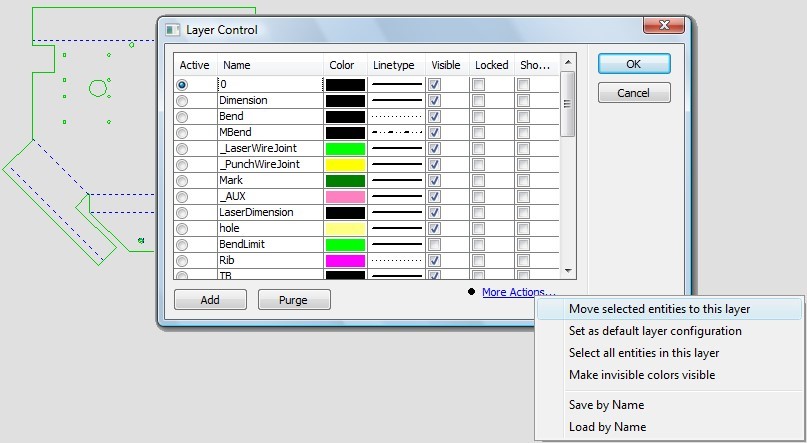 Layer Control
Active Name Color Linetype Visible Locked Sho...
OK
0
Cancel
Dimension
Bend
MBend
_LaserWireJoint
_PunchWireJoint
Mark
_AUX
LaserDimension
hole
BendLimit
Rib
TB
Add Purge More Actions...
Move selected entities to this layer
Set as default layer configuration
Select all entities in this layer
Make invisible colors visible
Save by Name
Load by Name